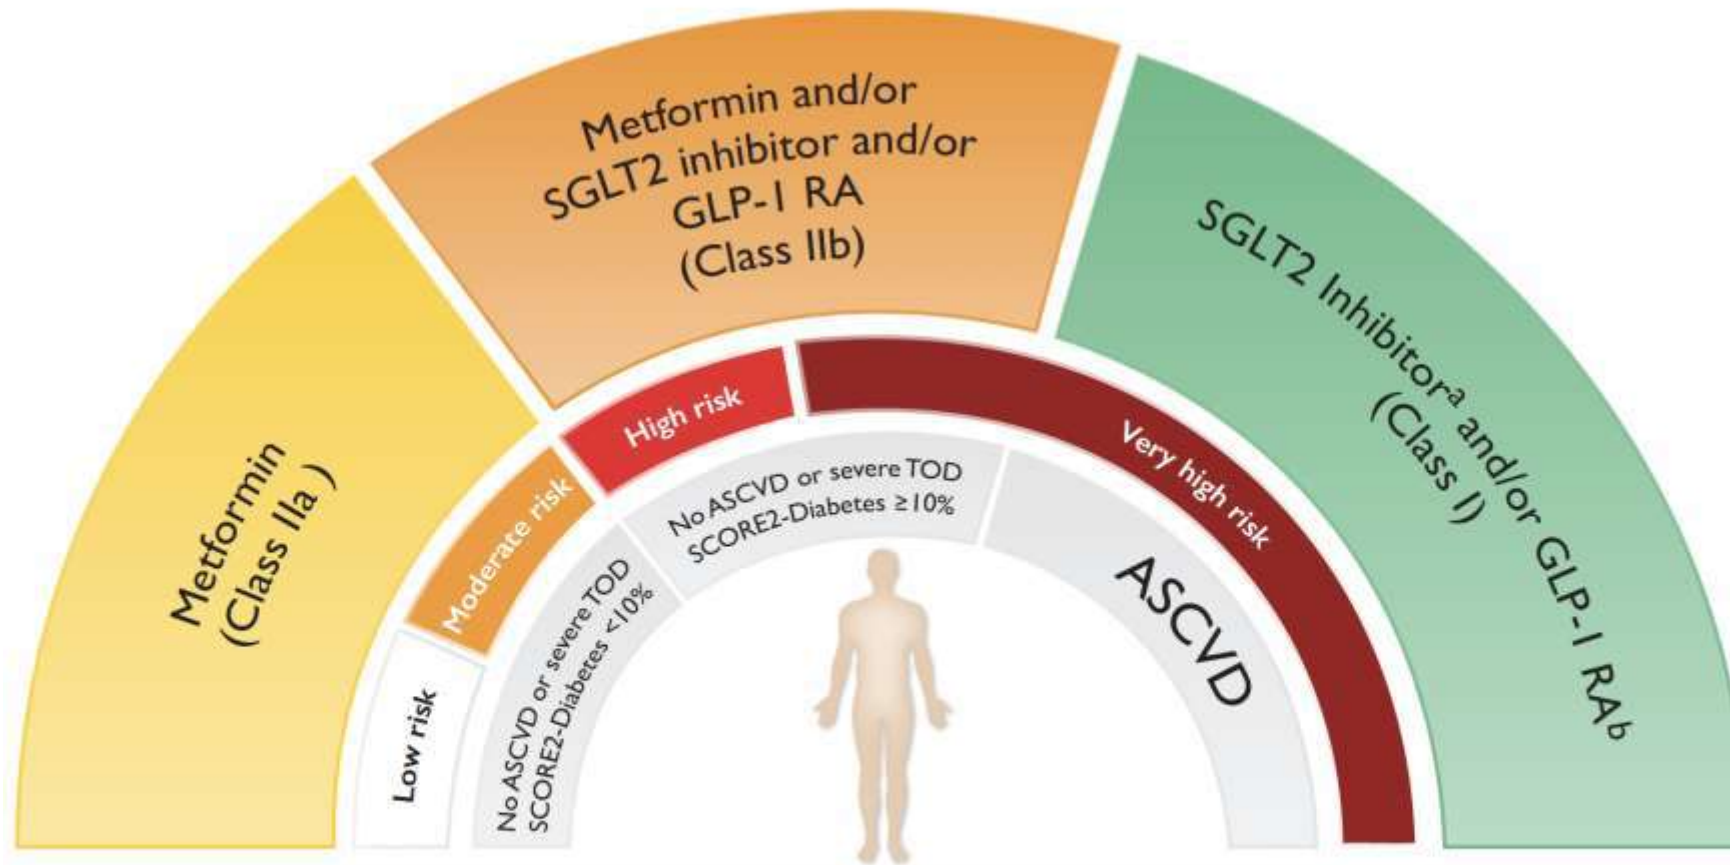 Metformin
(Class IIa )
Metformin and/or
SGLT2 inhibitor and/or
GLP-1 RA
(Class IIb)
SGLT2 Inhibitorᵃ and/or GLP-1 RAᵇ
(Class I)
Low risk
Moderate risk
High risk
Very high risk
No ASCVD or severe TOD
SCORE2-Diabetes <10%
No ASCVD or severe TOD
SCORE2-Diabetes ≥10%
ASCVD